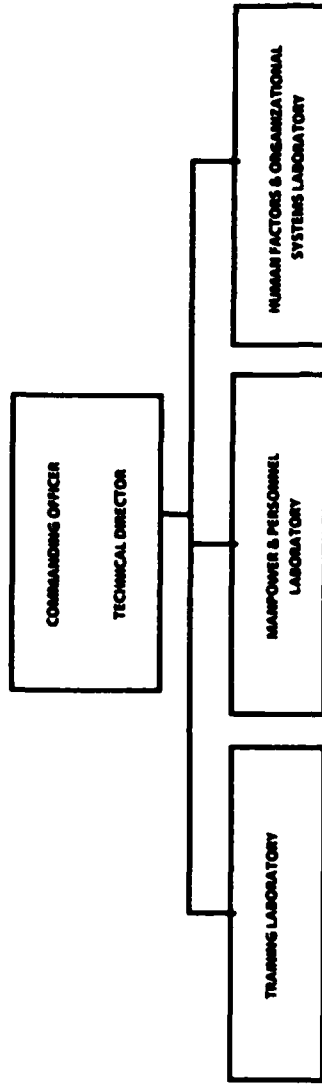 COMMANDING OFFICER
TECHNICAL DIRECTOR
TRAINING LABORATORY
MANPOWER & PERSONNEL
LABORATORY
HUMAN FACTORS & ORGANIZATIONAL
SYSTEMS LABORATORY